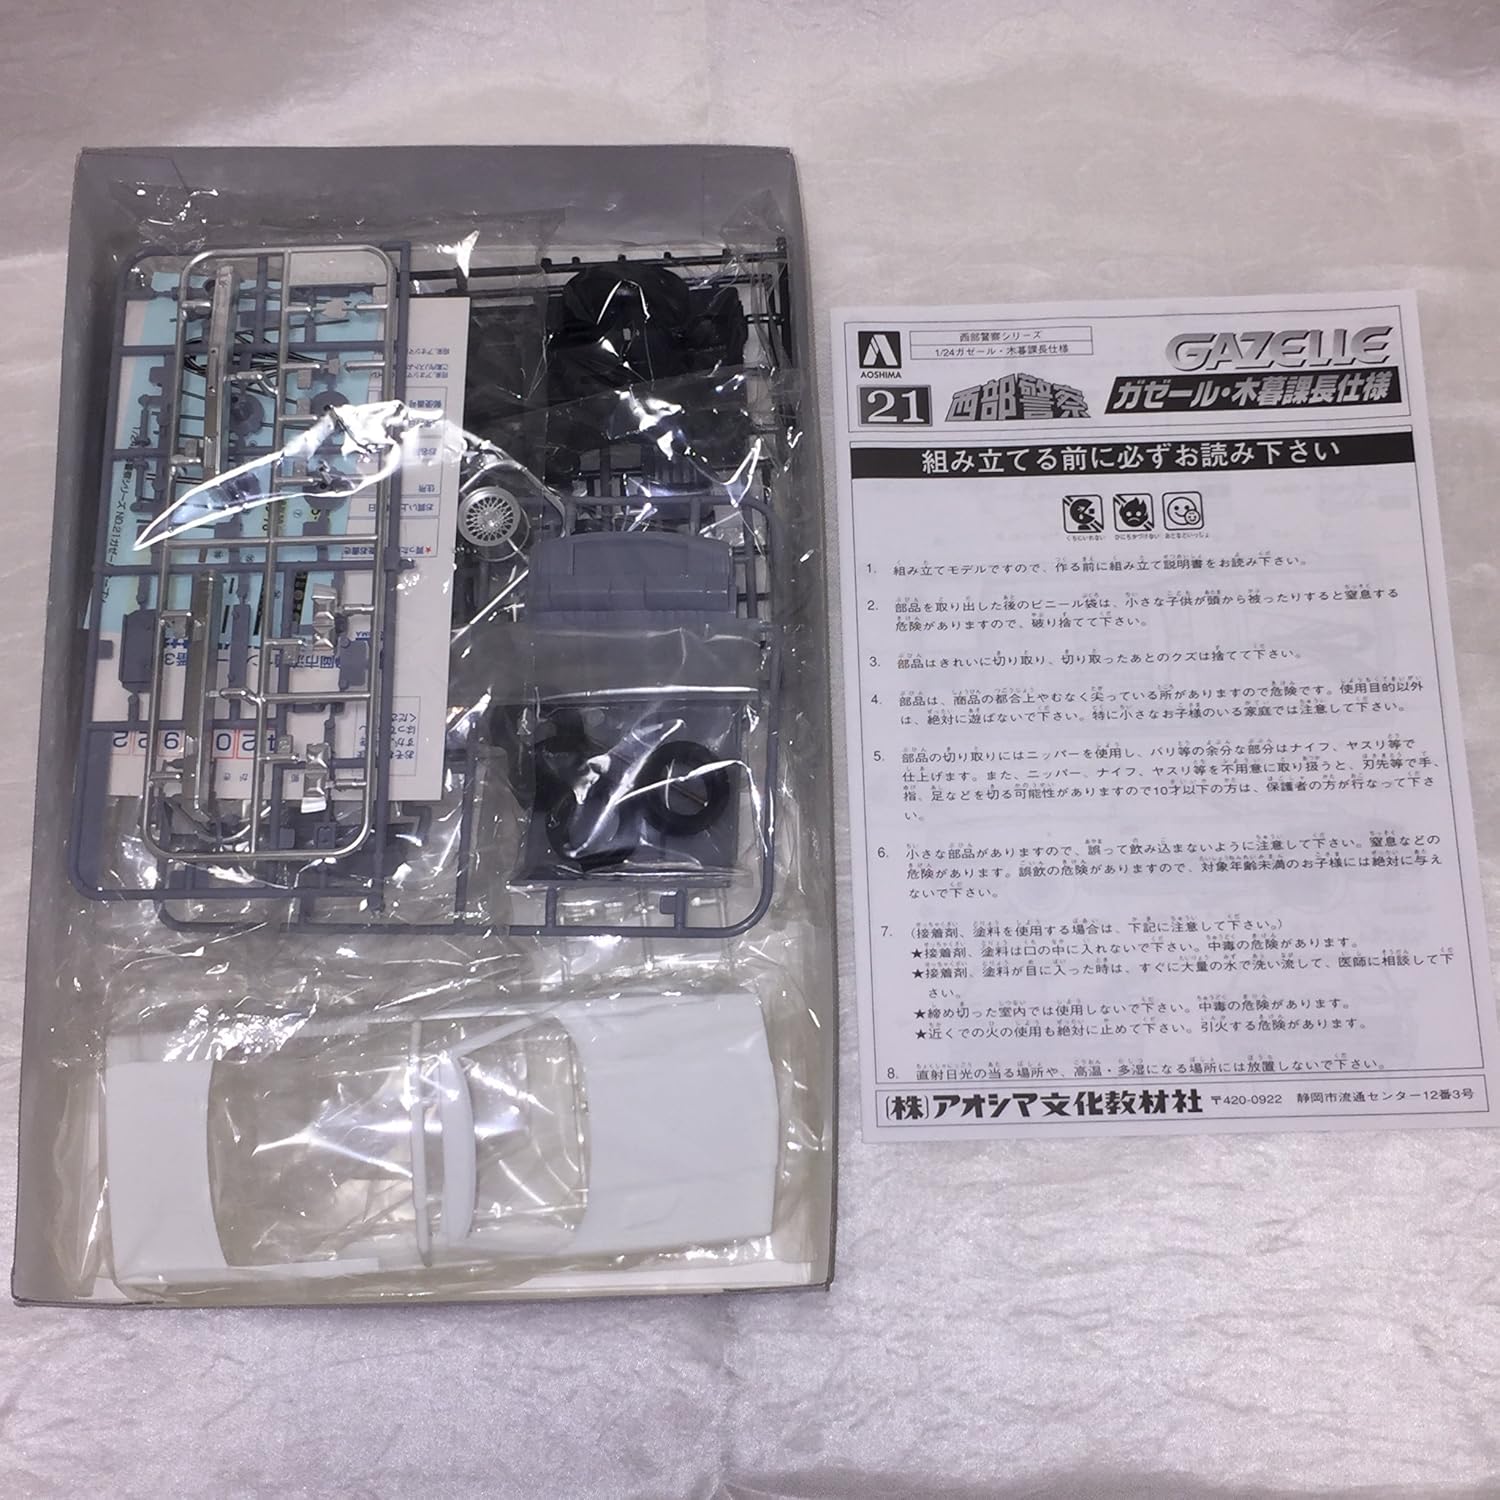 AOSHIMA
西部警察シリーズ
1/24ガゼール・木暮課長仕様
GAZELLE
21
西部警察
ガゼール・木暮課長仕様
組み立てる前に必ずお読み下さい
くちにいれない
ひにちかづけない
おとなといっしょ
1. 組み立てモデルですので、作る前に組み立て説明書をお読み下さい。
2. 部品を取り出した後のビニール袋は、小さな子供が頭から被ったりすると窒息する
危険がありますので、破り捨てて下さい。
3. 部品はきれいに切り取り、切り取ったあとのクズは捨てて下さい。
4. 部品は、商品の都合上やむなく尖っている所がありますので危険です。使用目的以外
は、絶対に遊ばないで下さい。特に小さなお子様のいる家庭では注意して下さい。
5. 部品の切り取りにはニッパーを使用し、バリ等の余分な部分はナイフ、ヤスリ等で
仕上げます。また、ニッパー、ナイフ、ヤスリ等を不用意に取り扱うと、刃先等で手、
指、足などを切る可能性がありますので10才以下の方は、保護者の方が行なって下さ
い。
6. 小さな部品がありますので、誤って飲み込まないように注意して下さい。窒息などの
危険があります。誤飲の危険がありますので、対象年齢未満のお子様には絶対に与え
ないで下さい。
7. （接着剤、塗料を使用する場合は、下記に注意して下さい。）
★接着剤、塗料は口の中に入れないで下さい。中毒の危険があります。
★接着剤、塗料が目に入った時は、すぐに大量の水で洗い流して、医師に相談して下
さい。
★締め切った室内では使用しないで下さい。中毒の危険があります。
★近くでの火の使用も絶対に止めて下さい。引火する危険があります。
8. 直射日光の当る場所や、高温・多湿になる場所には放置しないで下さい。
(株)アオシマ文化教材社 〒420-0922 静岡市流通センター12番3号
郵便番号
お名前
住所